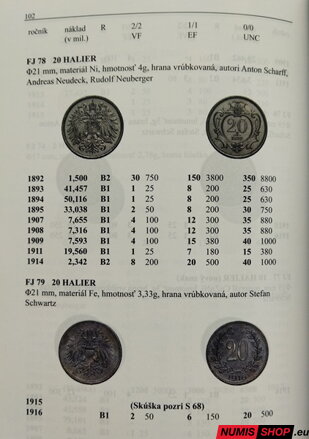 102
ročník náklad R 2/2 1/1 0/0
(v mil.) VF EF UNC
FJ 78 20 HALIER
Φ21 mm, materiál Ni, hmotnosť 4g, hrana vrúbkovaná, autori Anton Scharff,
Andreas Neudeck, Rudolf Neuberger
20
1892 1,500 B2 30 750 150 3800 350 8800
1893 41,457 B1 1 25 8 200 25 630
1894 50,116 B1 1 25 8 200 25 630
1895 33,038 B1 2 50 8 200 25 630
1907 7,655 B1 4 100 12 300 35 880
1908 7,316 B1 4 100 12 300 35 880
1909 7,593 B1 4 100 15 380 40 1000
1911 19,560 B1 1 25 7 180 15 380
1914 2,342 B2 8 200 20 500 40 1000
FJ 79 20 HALIER
Φ21 mm, materiál Fe, hmotnosť 3,33g, hrana vrúbkovaná, autor Stefan
Schwartz
20
1915 (Skúška pozri S 68)
1916 B1 2 50 6 150 20 500
NUMIS SHOP.eu